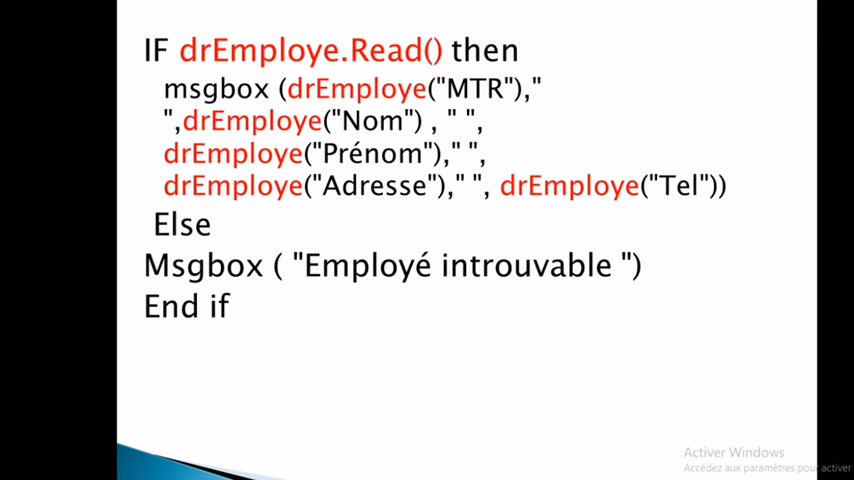 IF drEmploye.Read() then
msgbox (drEmploye("MTR"),"
",drEmploye("Nom") , " ",
drEmploye("Prénom")," ",
drEmploye("Adresse")," ", drEmploye("Tel"))
Else
Msgbox ( "Employé introuvable ")
End if
Activer Windows
Accédez aux paramètres pour activer